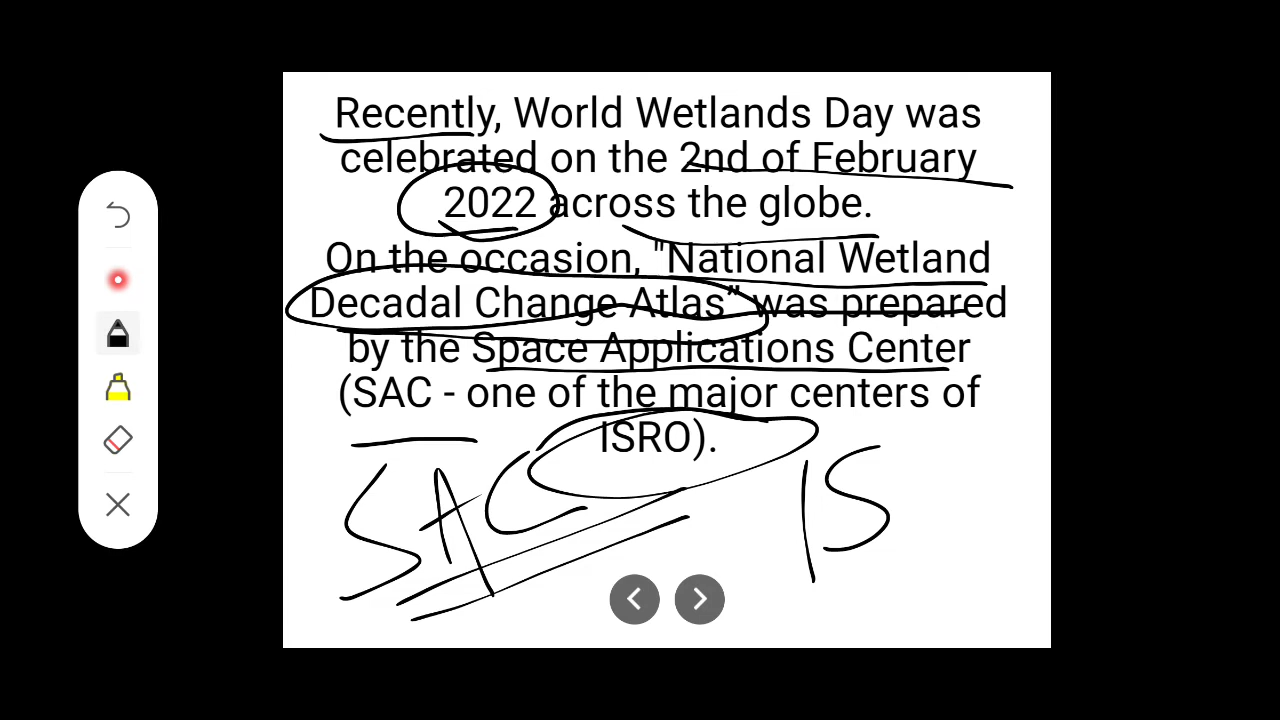 Recently, World Wetlands Day was
celebrated on the 2nd of February
2022 across the globe.
On the occasion, "National Wetland
Decadal Change Atlas” was prepared
by the Space Applications Center
(SAC - one of the major centers of
ISRO).
SAC IS